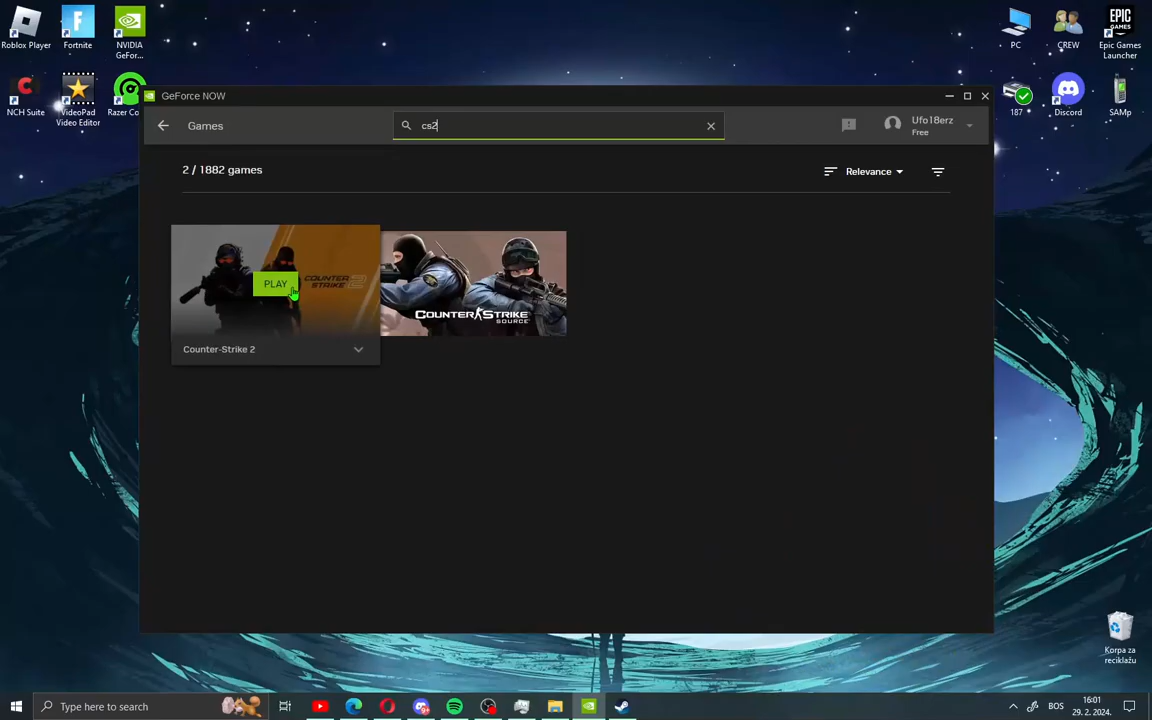 Roblox Player
Fortnite
NVIDIA
GeFor...
NCH Suite
VideoPad
Video Editor
Razer Co
PC
CREW
EPIC
GAMES
Epic Games
Launcher
187
Discord
SAMp
GeForce NOW
Games
cs2
Ufo18erz
Free
2 / 1882 games
Relevance
PLAY
COUNTER
STRIKE 2
Counter-Strike 2
COUNTER STRIKE
SOURCE
Korpa za
reciklažu
Type here to search
BOS
16:01
29. 2. 2024.